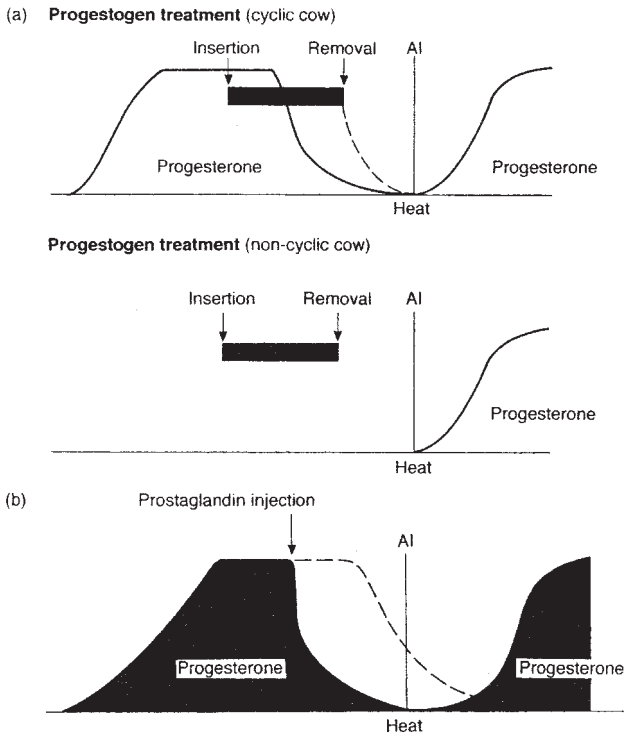 (a) Progestogen treatment (cyclic cow)
Insertion Removal AI
Progesterone Progesterone
Heat
Progestogen treatment (non-cyclic cow)
Insertion Removal AI
Progesterone
Heat
(b) Prostaglandin injection
AI
Progesterone Progesterone
Heat